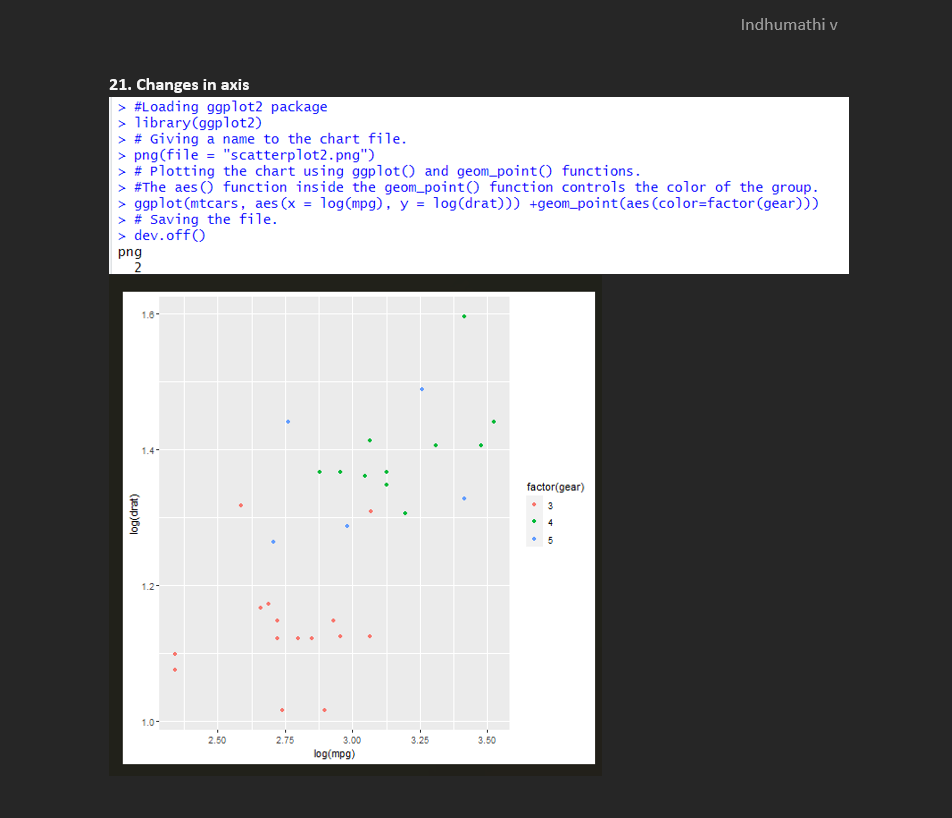 Indhumathi v
21. Changes in axis
> #Loading ggplot2 package
> library(ggplot2)
> # Giving a name to the chart file.
> png(file = "scatterplot2.png")
> # Plotting the chart using ggplot() and geom_point() functions.
> #The aes() function inside the geom_point() function controls the color of the group.
> ggplot(mtcars, aes(x = log(mpg), y = log(drat))) +geom_point(aes(color=factor(gear)))
> # Saving the file.
> dev.off()
png
2
1.6
1.4
1.2
1.0
log(drat)
2.50 2.75 3.00 3.25 3.50
log(mpg)
factor(gear)
3
4
5